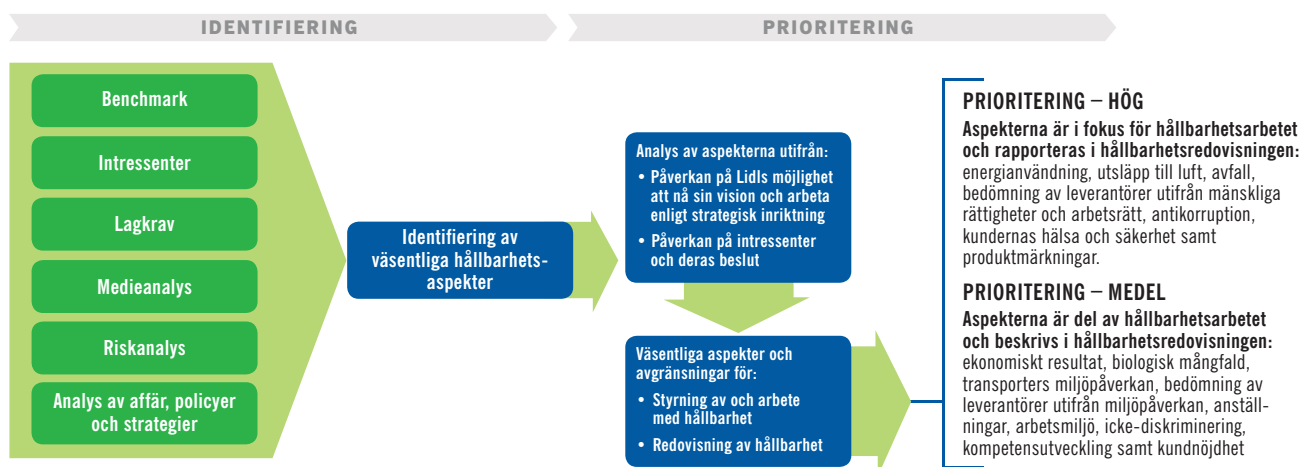 IDENTIFIERING
PRIORITERING
Benchmark
Intressenter
Lagkrav
Medieanalys
Riskanalys
Analys av affär, policyer
och strategier
Identifiering av
väsentliga hållbarhets-
aspekter
Analys av aspekterna utifrån:
• Påverkan på Lidls möjlighet
att nå sin vision och arbeta
enligt strategisk inriktning
• Påverkan på intressenter
och deras beslut
Väsentliga aspekter och
avgränsningar för:
• Styrning av och arbete
med hållbarhet
• Redovisning av hållbarhet
PRIORITERING – HÖG
Aspekterna är i fokus för hållbarhetsarbetet
och rapporteras i hållbarhetsredovisningen:
energianvändning, utsläpp till luft, avfall,
bedömning av leverantörer utifrån mänskliga
rättigheter och arbetsrätt, antikorruption,
kundernas hälsa och säkerhet samt
produktmärkningar.
PRIORITERING – MEDEL
Aspekterna är del av hållbarhetsarbetet
och beskrivs i hållbarhetsredovisningen:
ekonomiskt resultat, biologisk mångfald,
transporters miljöpåverkan, bedömning av
leverantörer utifrån miljöpåverkan, anställ-
ningar, arbetsmiljö, icke-diskriminering,
kompetensutveckling samt kundnöjdhet